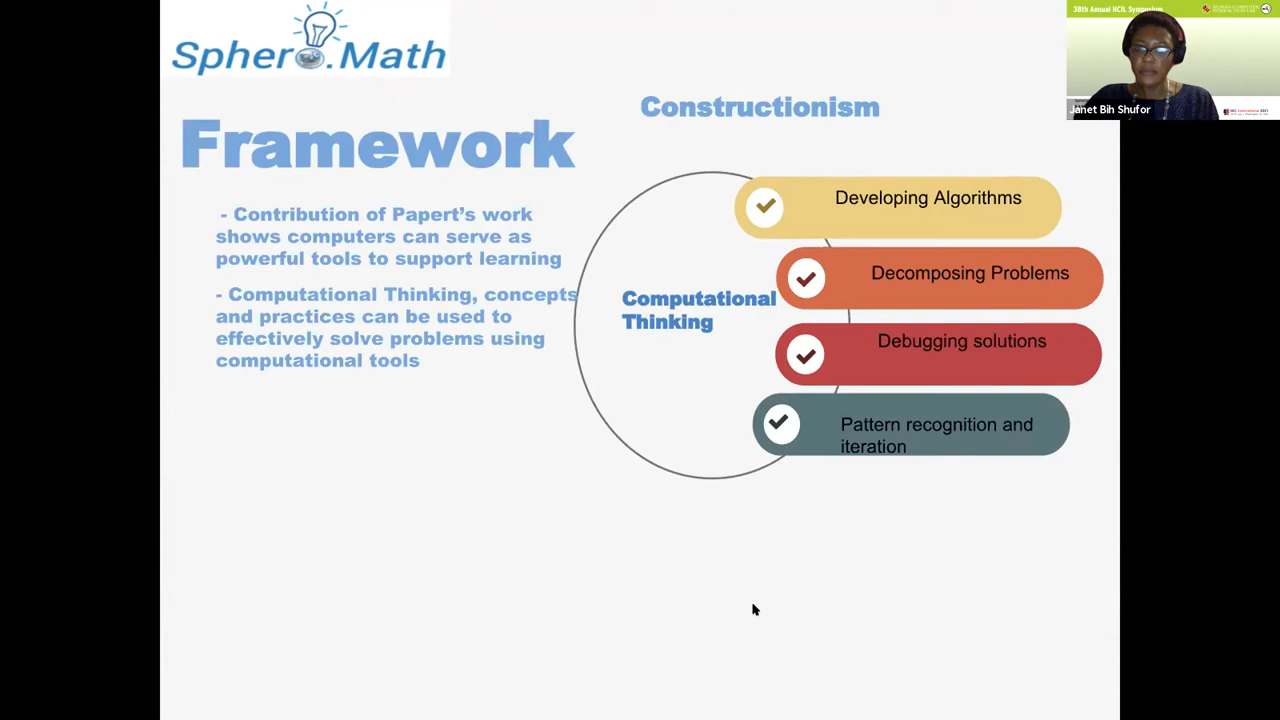 Spher .Math
Framework
- Contribution of Papert's work
shows computers can serve as
powerful tools to support learning
- Computational Thinking, concepts
and practices can be used to
effectively solve problems using
computational tools
Constructionism
Computational
Thinking
Developing Algorithms
Decomposing Problems
Debugging solutions
Pattern recognition and
iteration
38th Annual HCIL Symposium
Janet Bih Shufor